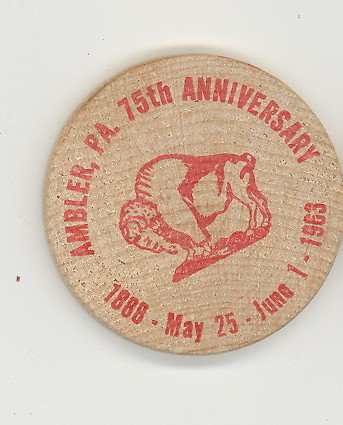 AMBLER, PA. 75th ANNIVERSARY
1888 - May 25 - June 1 - 1963